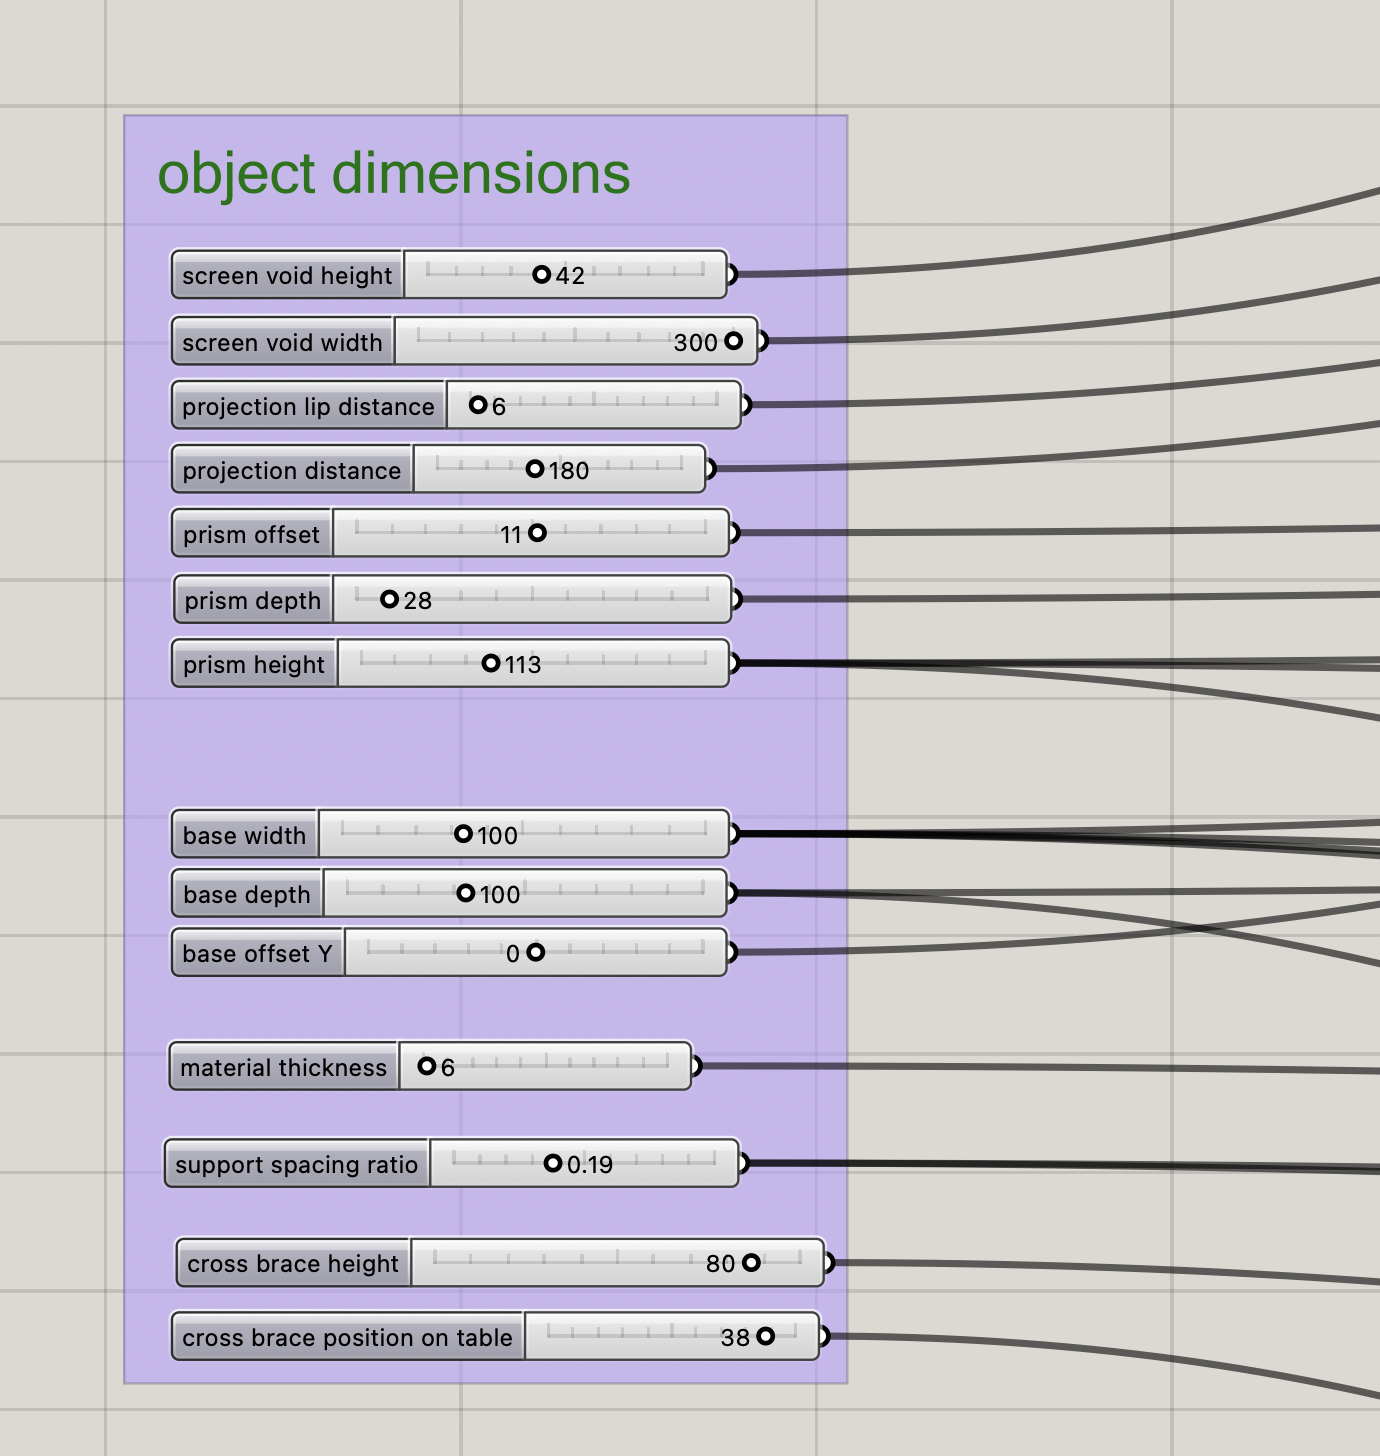 object dimensions
screen void height 42
screen void width 300
projection lip distance 6
projection distance 180
prism offset 11
prism depth 28
prism height 113
base width 100
base depth 100
base offset Y 0
material thickness 6
support spacing ratio 0.19
cross brace height 80
cross brace position on table 38